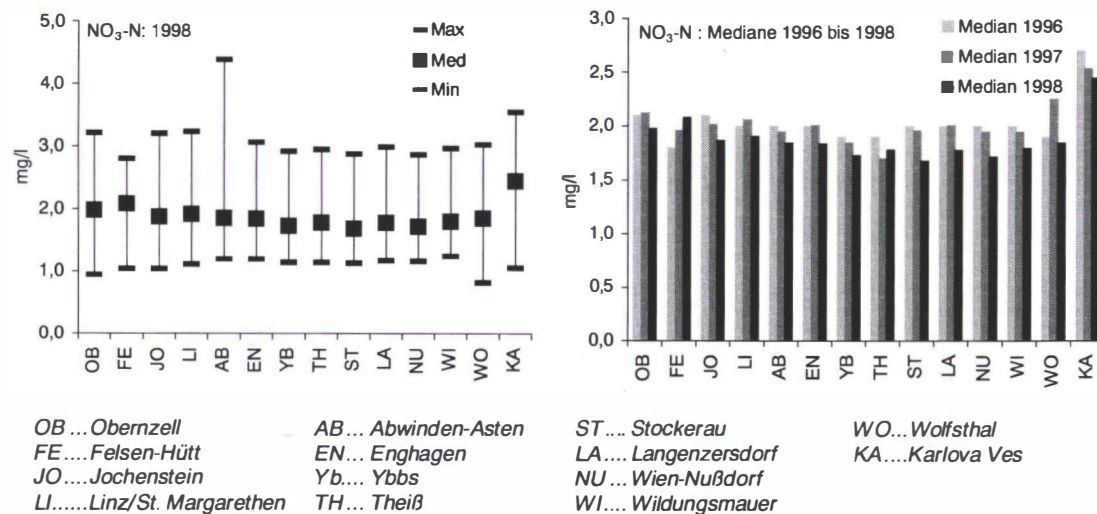 5,0
4,0
3,0
2,0
1,0
0,0
mg/l
NO₃-N: 1998
Max
Med
Min
OB FE JO LI AB EN YB TH ST LA NU WI WO KA
3,0
2,5
2,0
1,5
1,0
0,5
0,0
mg/l
NO₃-N : Mediane 1996 bis 1998
Median 1996
Median 1997
Median 1998
OB FE JO LI AB EN YB TH ST LA NU WI WO KA
OB ... Obernzell
FE .... Felsen-Hütt
JO .... Jochenstein
LI...... Linz/St. Margarethen
AB ... Abwinden-Asten
EN ... Enghagen
Yb.... Ybbs
TH ... Theiß
ST .... Stockerau
LA .... Langenzersdorf
NU ... Wien-Nußdorf
WI.... Wildungsmauer
WO... Wolfsthal
KA .... Karlova Ves